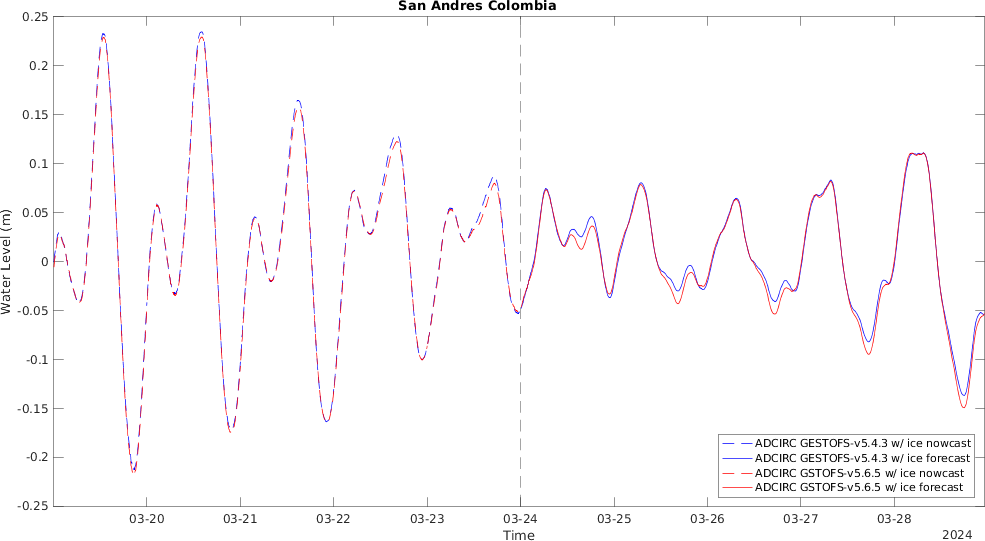 San Andres Colombia
0.25
0.2
0.15
0.1
0.05
0
-0.05
-0.1
-0.15
-0.2
-0.25
Water Level (m)
ADCIRC GESTOFS-v5.4.3 w/ ice nowcast
ADCIRC GESTOFS-v5.4.3 w/ ice forecast
ADCIRC GSTOFS-v5.6.5 w/ ice nowcast
ADCIRC GSTOFS-v5.6.5 w/ ice forecast
03-20 03-21 03-22 03-23 03-24 03-25 03-26 03-27 03-28
Time
2024